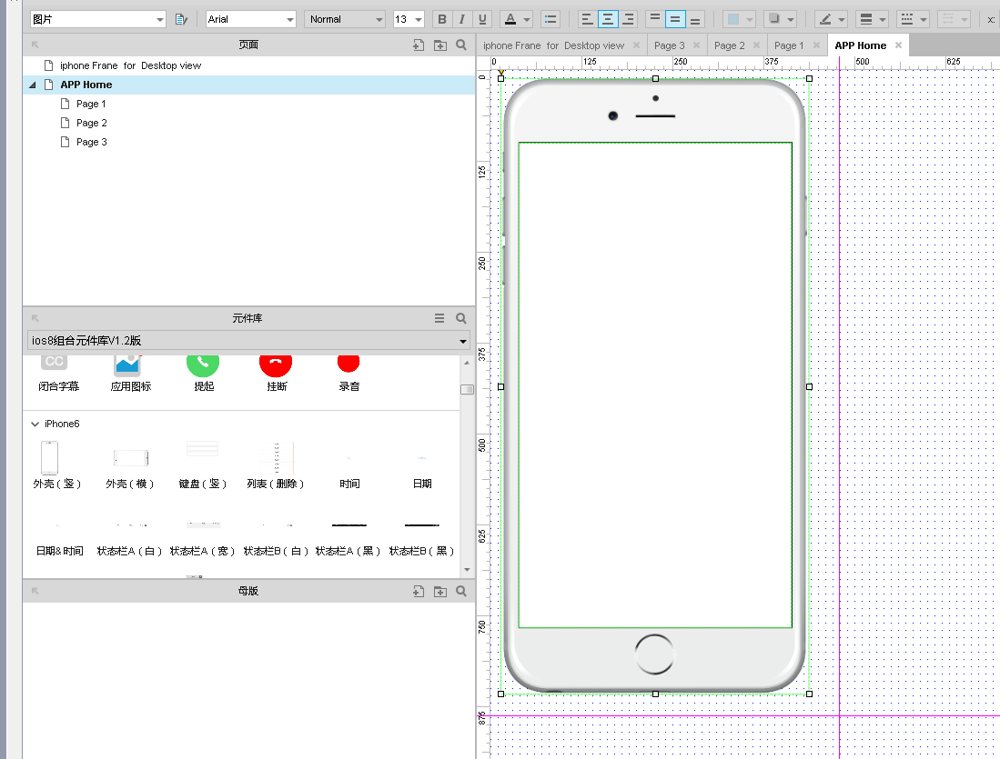 图片 Arial Normal 13 B I U A x:
页面
iphone Frane for Desktop view Page 3 Page 2 Page 1 APP Home
0 125 250 375 500 625
iphone Frane for Desktop view
APP Home
Page 1
Page 2
Page 3
0
125
250
375
500
625
750
875
元件库
ios8组合元件库V1.2版
CC
闭合字幕 应用图标 提起 挂断 录音
iPhone6
外壳（竖） 外壳（横） 键盘（竖） 列表（删除） 时间 日期
日期&时间 状态栏A（白） 状态栏A（宽） 状态栏B（白） 状态栏A（黑） 状态栏B（黑）
母版